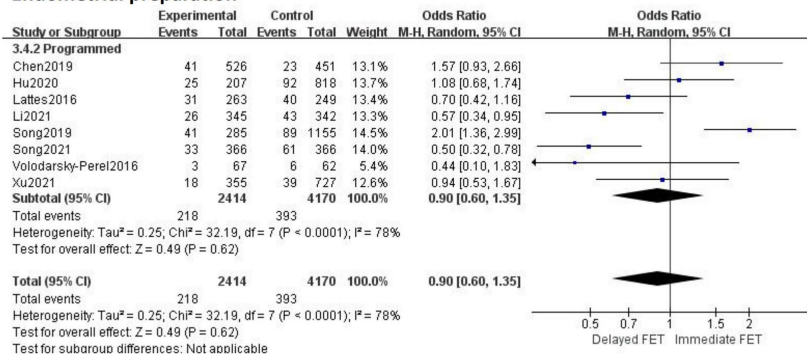 Experimental Control Odds Ratio Odds Ratio
Study or Subgroup Events Total Events Total Weight M-H, Random, 95% CI M-H, Random, 95% CI
3.4.2 Programmed
Chen2019 41 526 23 451 13.1% 1.57 [0.93, 2.66]
Hu2020 25 207 92 818 13.7% 1.08 [0.68, 1.74]
Lattes2016 31 263 40 249 13.4% 0.70 [0.42, 1.16]
Li2021 26 345 43 342 13.2% 0.57 [0.34, 0.95]
Song2019 41 285 89 1155 14.5% 2.01 [1.36, 2.99]
Song2021 33 366 61 366 14.0% 0.50 [0.32, 0.78]
Volodarsky-Perel2016 3 67 6 62 5.4% 0.44 [0.10, 1.83]
Xu2021 18 355 39 727 12.6% 0.94 [0.53, 1.67]
Subtotal (95% CI) 2414 4170 100.0% 0.90 [0.60, 1.35]
Total events 218 393
Heterogeneity: Tau² = 0.25; Chi² = 32.19, df = 7 (P < 0.0001); I² = 78%
Test for overall effect: Z = 0.49 (P = 0.62)
Total (95% CI) 2414 4170 100.0% 0.90 [0.60, 1.35]
Total events 218 393
Heterogeneity: Tau² = 0.25; Chi² = 32.19, df = 7 (P < 0.0001); I² = 78%
Test for overall effect: Z = 0.49 (P = 0.62)
Test for subgroup differences: Not applicable
0.5 0.7 1 1.5 2
Delayed FET Immediate FET